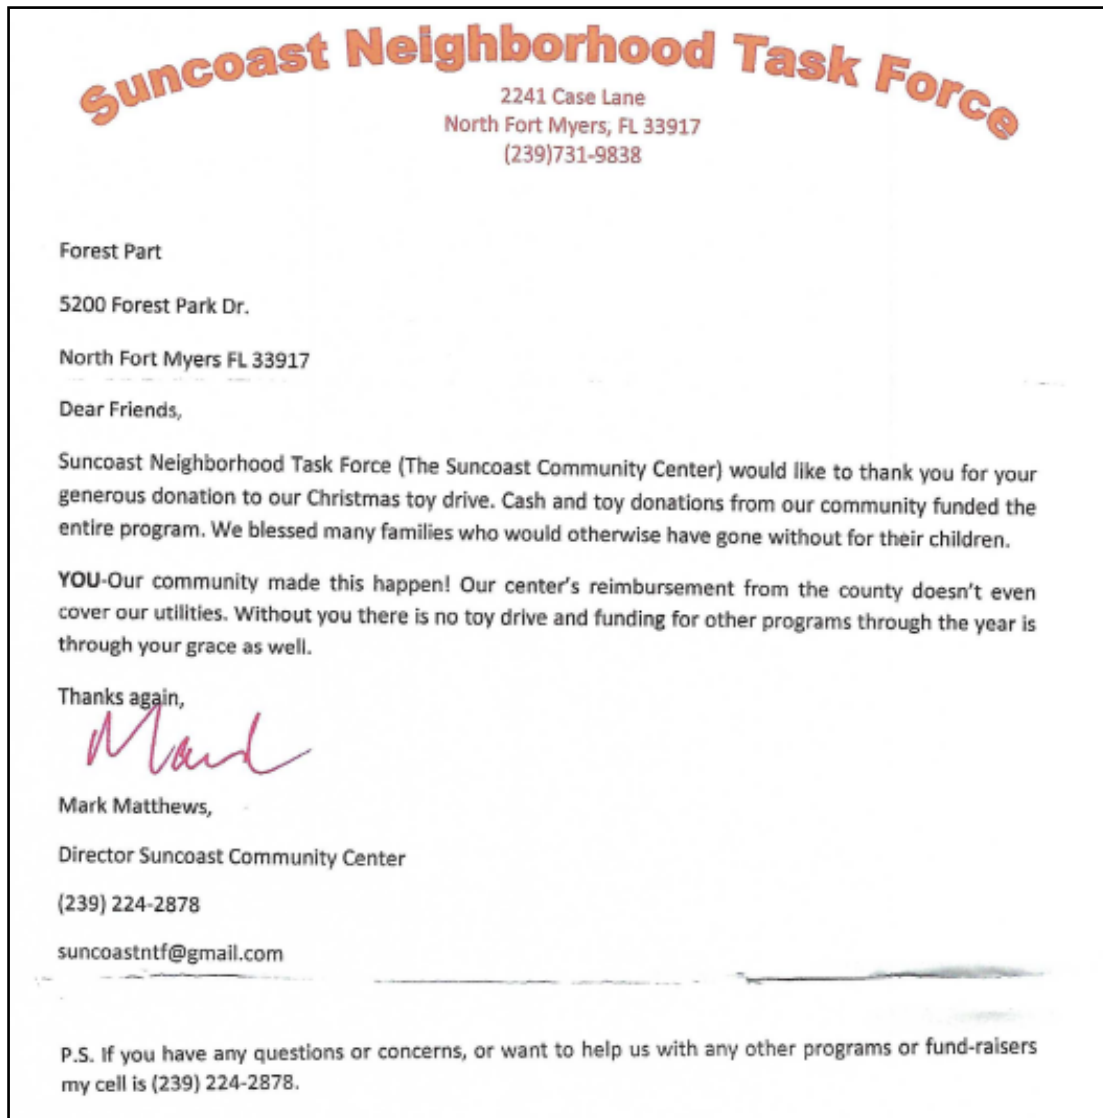 Suncoast Neighborhood Task Force
2241 Case Lane
North Fort Myers, FL 33917
(239)731-9838
Forest Part
5200 Forest Park Dr.
North Fort Myers FL 33917
Dear Friends,
Suncoast Neighborhood Task Force (The Suncoast Community Center) would like to thank you for your
generous donation to our Christmas toy drive. Cash and toy donations from our community funded the
entire program. We blessed many families who would otherwise have gone without for their children.
YOU-Our community made this happen! Our center's reimbursement from the county doesn't even
cover our utilities. Without you there is no toy drive and funding for other programs through the year is
through your grace as well.
Thanks again,
Mark
Mark Matthews,
Director Suncoast Community Center
(239) 224-2878
suncoastntf@gmail.com
P.S. If you have any questions or concerns, or want to help us with any other programs or fund-raisers
my cell is (239) 224-2878.